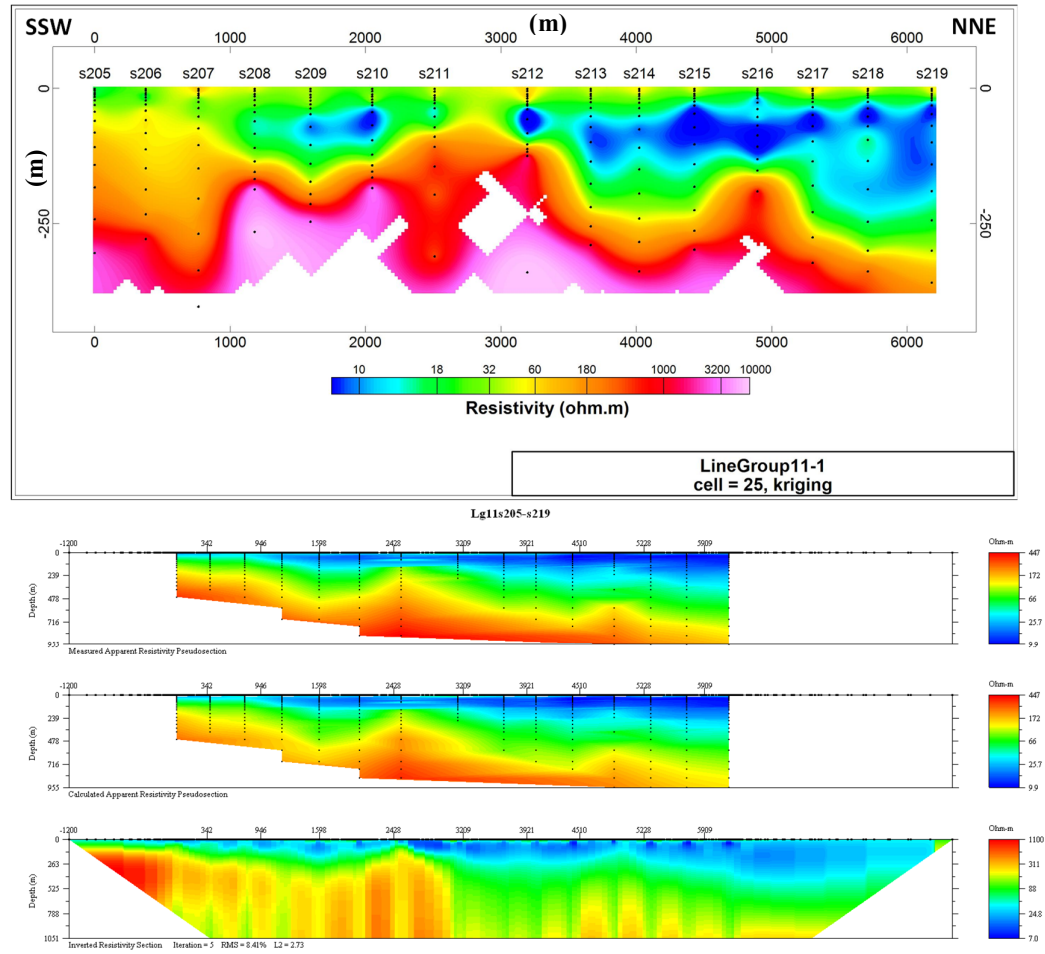 SSW (m) NNE
0 1000 2000 3000 4000 5000 6000
s205 s206 s207 s208 s209 s210 s211 s212 s213 s214 s215 s216 s217 s218 s219
0 0
(m)
-250 -250
0 1000 2000 3000 4000 5000 6000
10 18 32 60 180 1000 3200 10000
Resistivity (ohm.m)
LineGroup11-1
cell = 25, kriging
Lg11s205-s219
-1200 342 946 1598 2428 3209 3921 4510 5228 5909 Ohm-m
0 447
239 172
Depth (m)
478 66
716 25.7
955 9.9
Measured Apparent Resistivity Pseudosection
-1200 342 946 1598 2428 3209 3921 4510 5228 5909 Ohm-m
0 447
239 172
Depth (m)
478 66
716 25.7
955 9.9
Calculated Apparent Resistivity Pseudosection
-1200 342 946 1598 2428 3209 3921 4510 5228 5909 Ohm-m
0 1100
263 311
Depth (m)
525 88
788 24.8
1051 7.0
Inverted Resistivity Section Iteration = 5 RMS = 8.41% L2 = 2.73